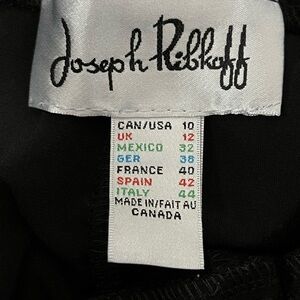 Joseph Ribkoff
CAN/USA 10
UK 12
MEXICO 32
GER 38
FRANCE 40
SPAIN 42
ITALY 44
MADE IN/FAIT AU
CANADA